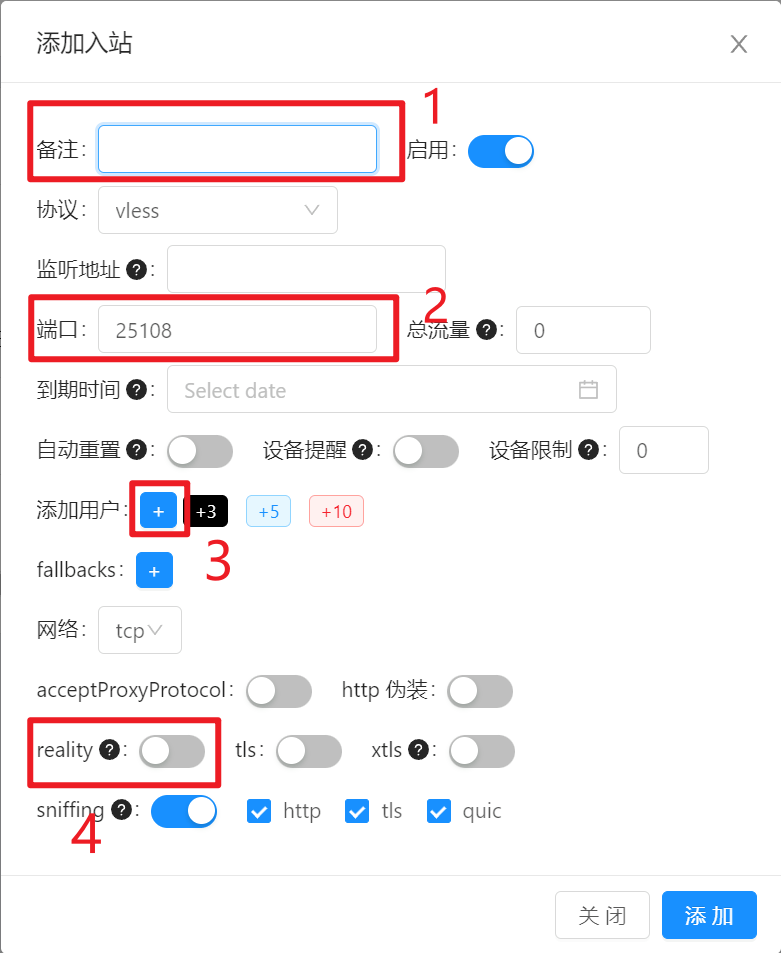 添加入站
1
备注: 启用:
协议: vless
监听地址 ? :
2
端口: 25108 总流量 ? : 0
到期时间 ? : Select date
自动重置 ? : 设备提醒 ? : 设备限制 ? : 0
添加用户: + +3 +5 +10
3
fallbacks: +
网络: tcp
acceptProxyProtocol: http 伪装:
reality ? : tls: xtls ? :
sniffing ? : http tls quic
4
关 闭 添 加